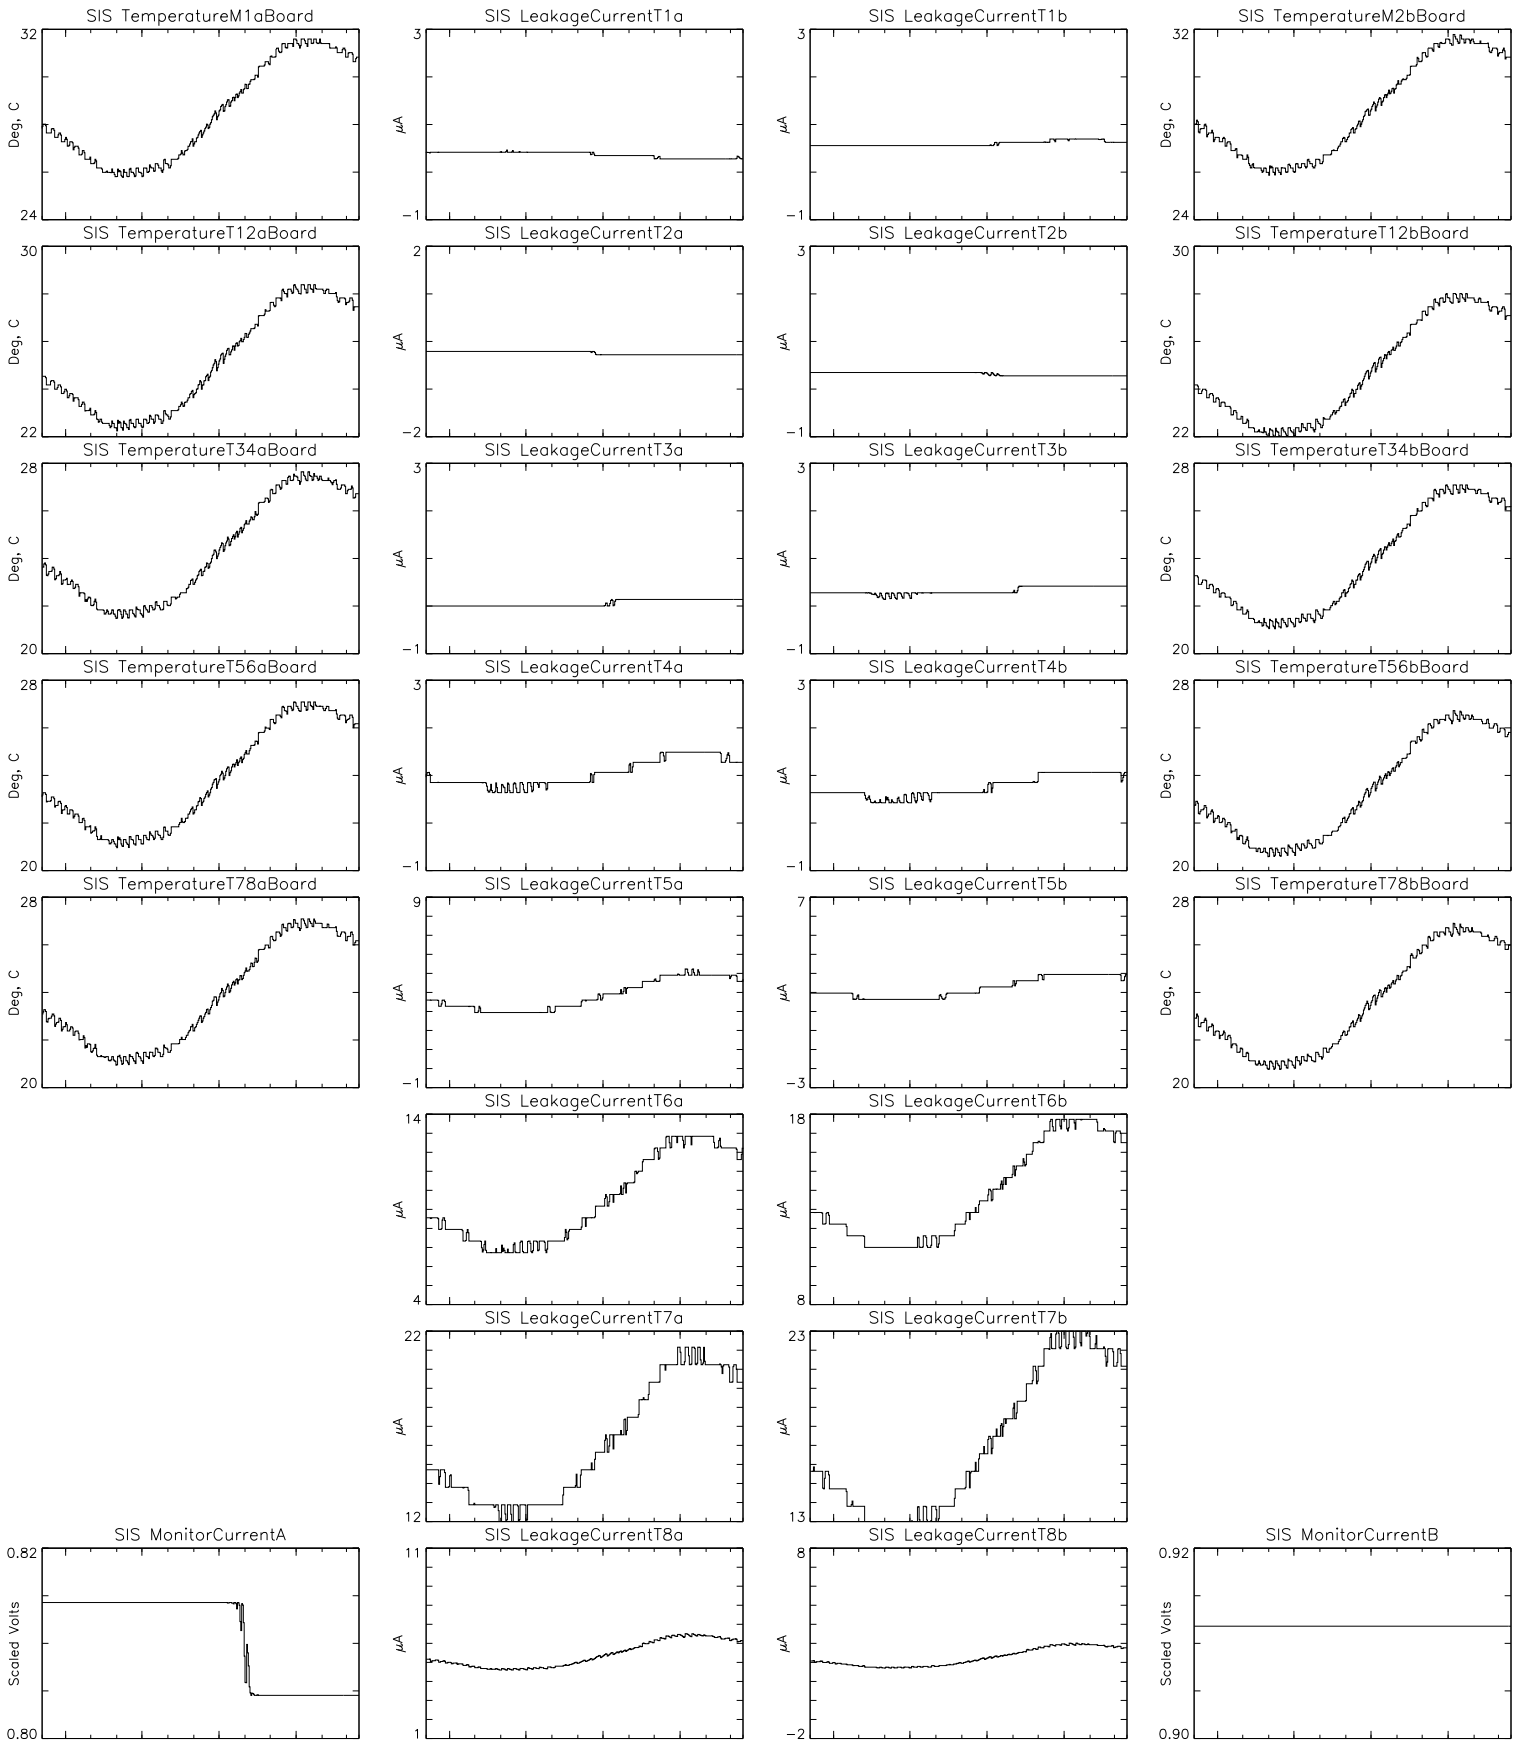 SIS TemperatureM1aBoard
SIS LeakageCurrentT1a
SIS LeakageCurrentT1b
SIS TemperatureM2bBoard
32
Deg, C
24
3
μA
-1
3
μA
-1
32
Deg, C
24
SIS TemperatureT12aBoard
SIS LeakageCurrentT2a
SIS LeakageCurrentT2b
SIS TemperatureT12bBoard
30
Deg, C
22
2
μA
-2
3
μA
-1
30
Deg, C
22
SIS TemperatureT34aBoard
SIS LeakageCurrentT3a
SIS LeakageCurrentT3b
SIS TemperatureT34bBoard
28
Deg, C
20
3
μA
-1
3
μA
-1
28
Deg, C
20
SIS TemperatureT56aBoard
SIS LeakageCurrentT4a
SIS LeakageCurrentT4b
SIS TemperatureT56bBoard
28
Deg, C
20
3
μA
-1
3
μA
-1
28
Deg, C
20
SIS TemperatureT78aBoard
SIS LeakageCurrentT5a
SIS LeakageCurrentT5b
SIS TemperatureT78bBoard
28
Deg, C
20
9
μA
-1
7
μA
-3
28
Deg, C
20
SIS LeakageCurrentT6a
SIS LeakageCurrentT6b
14
μA
4
18
μA
8
SIS LeakageCurrentT7a
SIS LeakageCurrentT7b
22
μA
12
23
μA
13
SIS MonitorCurrentA
SIS LeakageCurrentT8a
SIS LeakageCurrentT8b
SIS MonitorCurrentB
0.82
Scaled Volts
0.80
11
μA
1
8
μA
-2
0.92
Scaled Volts
0.90